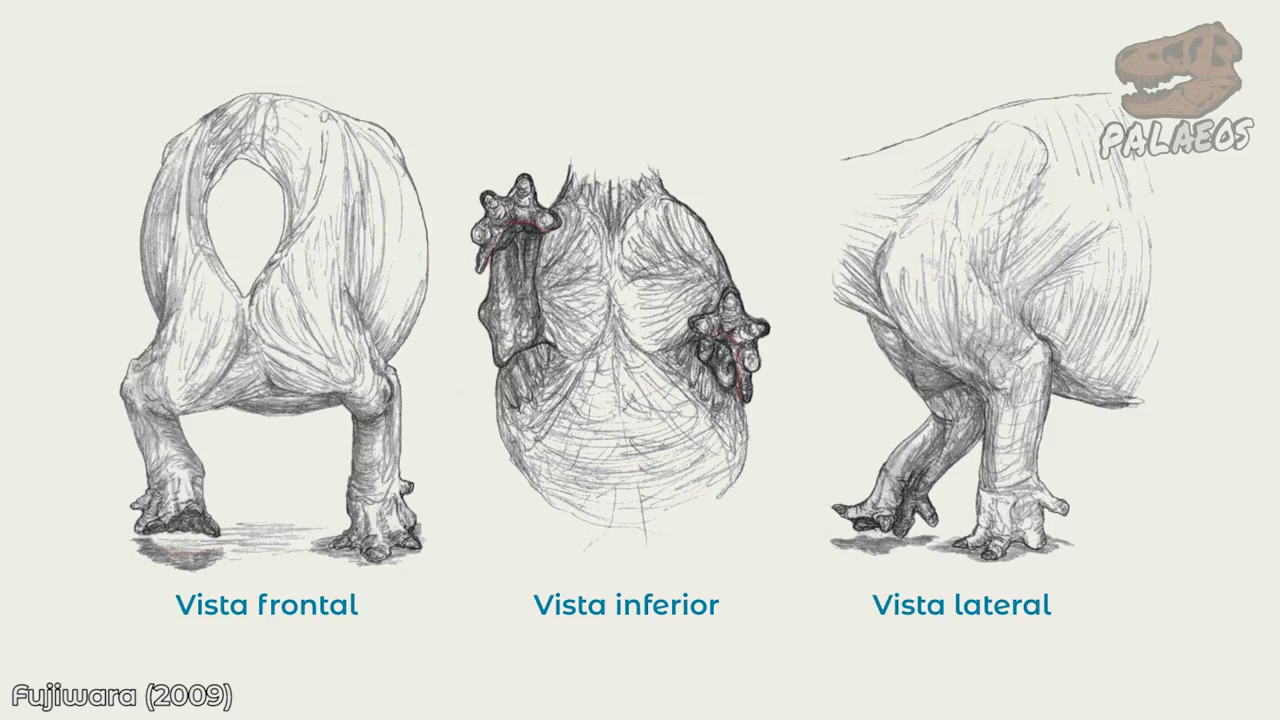 PALAEOS
Vista frontal
Vista inferior
Vista lateral
Fujiwara (2009)